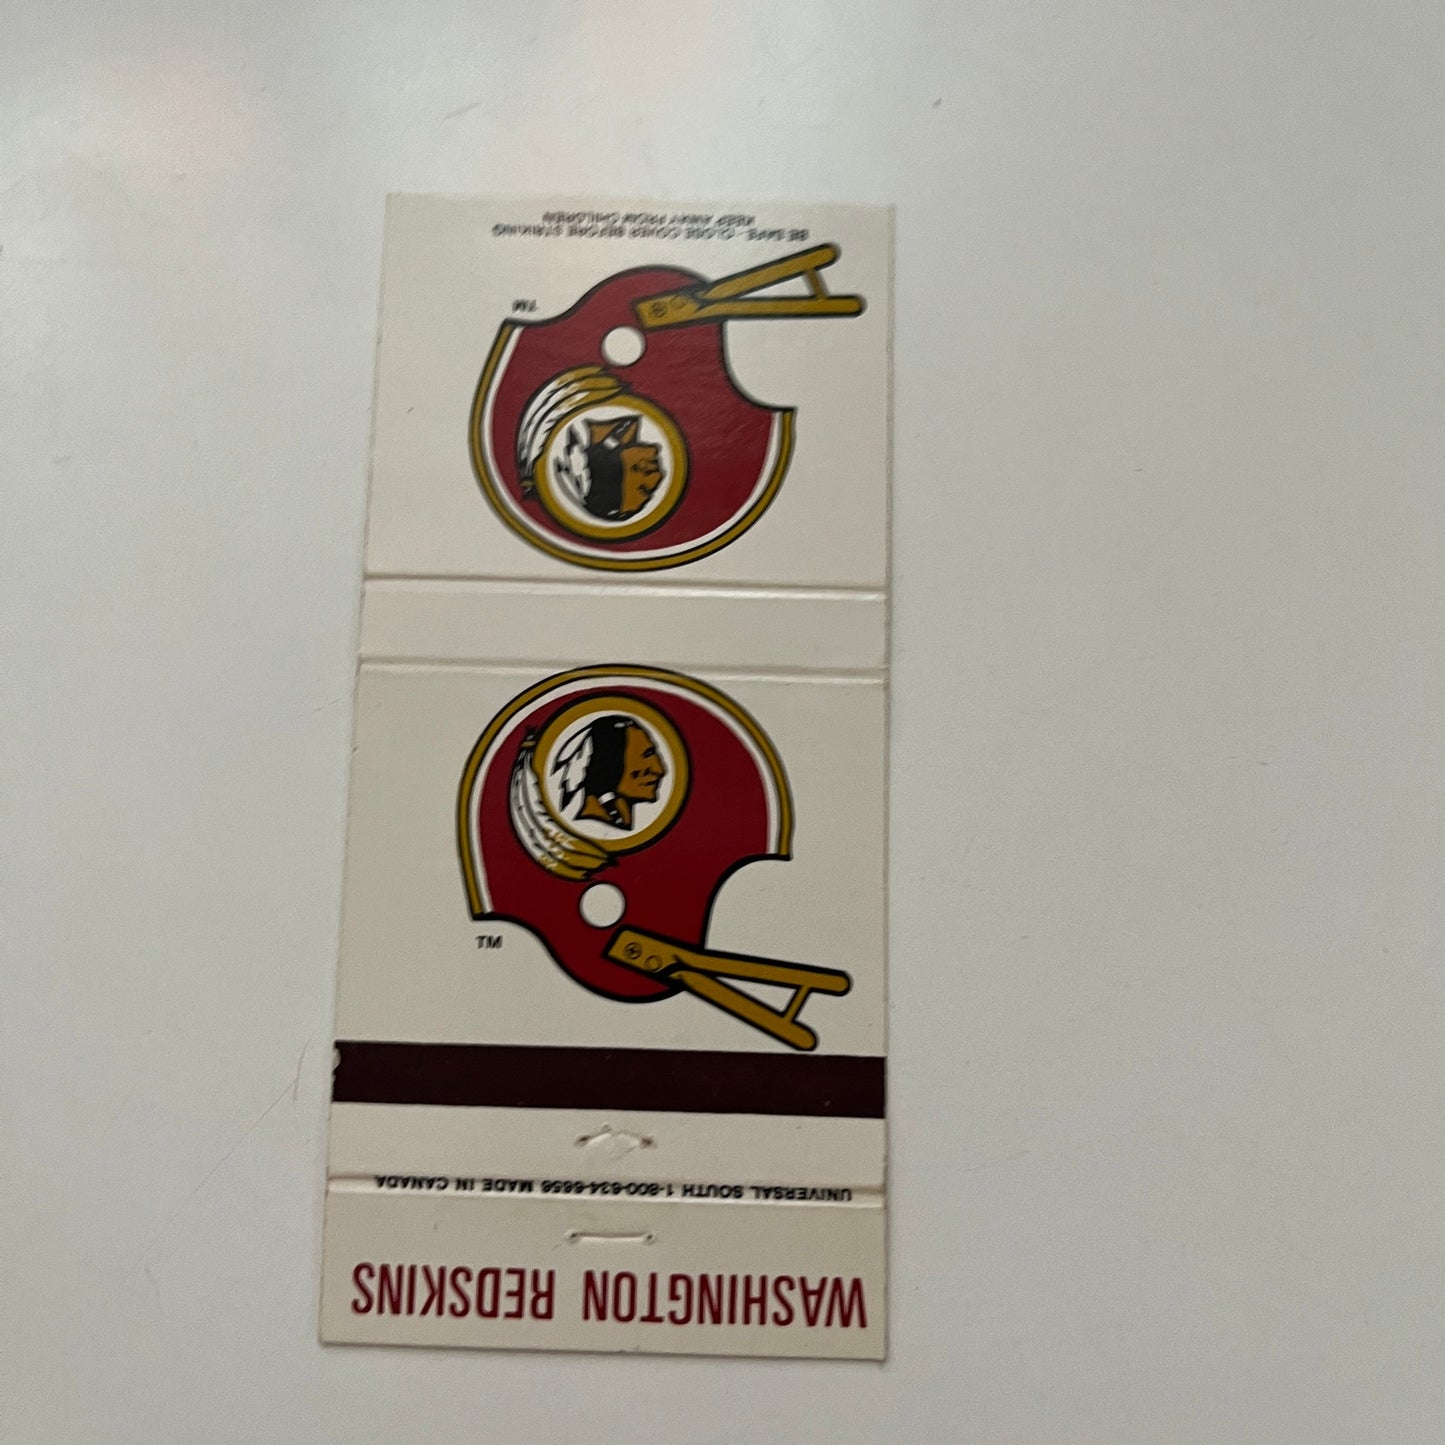 BE SAFE - CLOSE COVER BEFORE STRIKING
KEEP AWAY FROM CHILDREN
TM
TM
UNIVERSAL SOUTH 1-800-634-6656 MADE IN CANADA
WASHINGTON REDSKINS